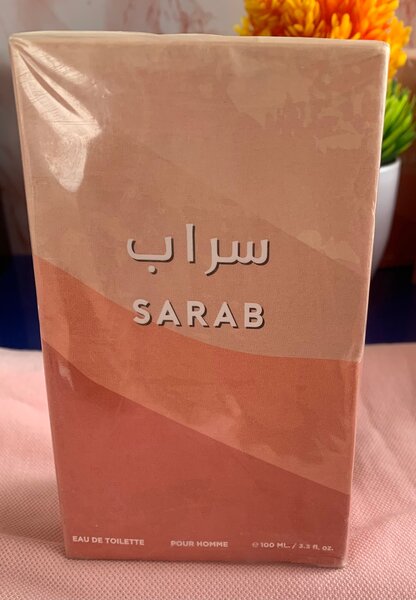 سراب
SARAB
EAU DE TOILETTE POUR HOMME ℮ 100 ML. / 3.3 fl. oz.